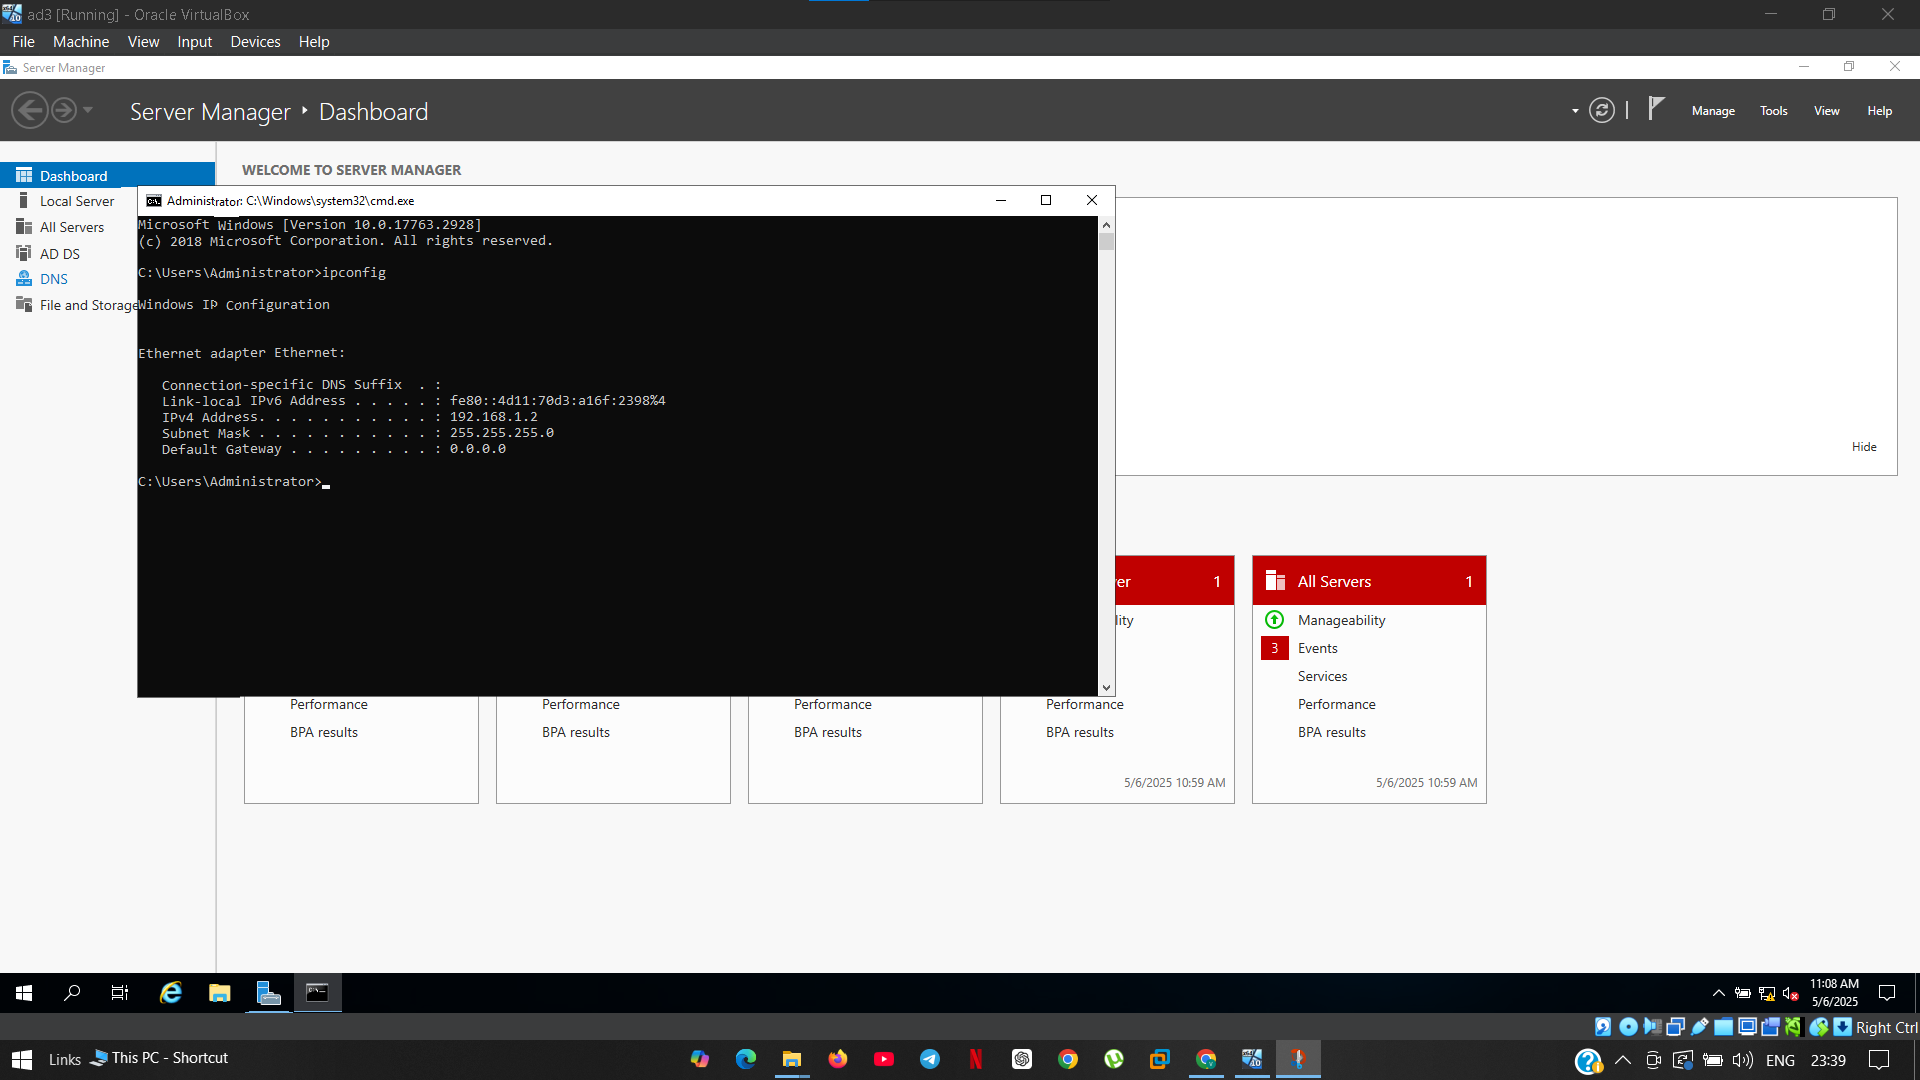 ad3 [Running] - Oracle VirtualBox
File Machine View Input Devices Help
Server Manager
Server Manager Dashboard
Manage Tools View Help
Dashboard
Local Server
All Servers
AD DS
DNS
File and Storage
WELCOME TO SERVER MANAGER
Administrator: C:\Windows\system32\cmd.exe
Microsoft Windows [Version 10.0.17763.2928]
(c) 2018 Microsoft Corporation. All rights reserved.
C:\Users\Administrator>ipconfig
Windows IP Configuration
Ethernet adapter Ethernet:
Connection-specific DNS Suffix . :
Link-local IPv6 Address . . . . . : fe80::4d11:70d3:a16f:2398%4
IPv4 Address. . . . . . . . . . . : 192.168.1.2
Subnet Mask . . . . . . . . . . . : 255.255.255.0
Default Gateway . . . . . . . . . : 0.0.0.0
C:\Users\Administrator>
Hide
Performance
BPA results
Performance
BPA results
Performance
BPA results
er 1
lity
Performance
BPA results
5/6/2025 10:59 AM
All Servers 1
Manageability
3 Events
Services
Performance
BPA results
5/6/2025 10:59 AM
11:08 AM
5/6/2025
Right Ctrl
Links This PC - Shortcut
ENG 23:39